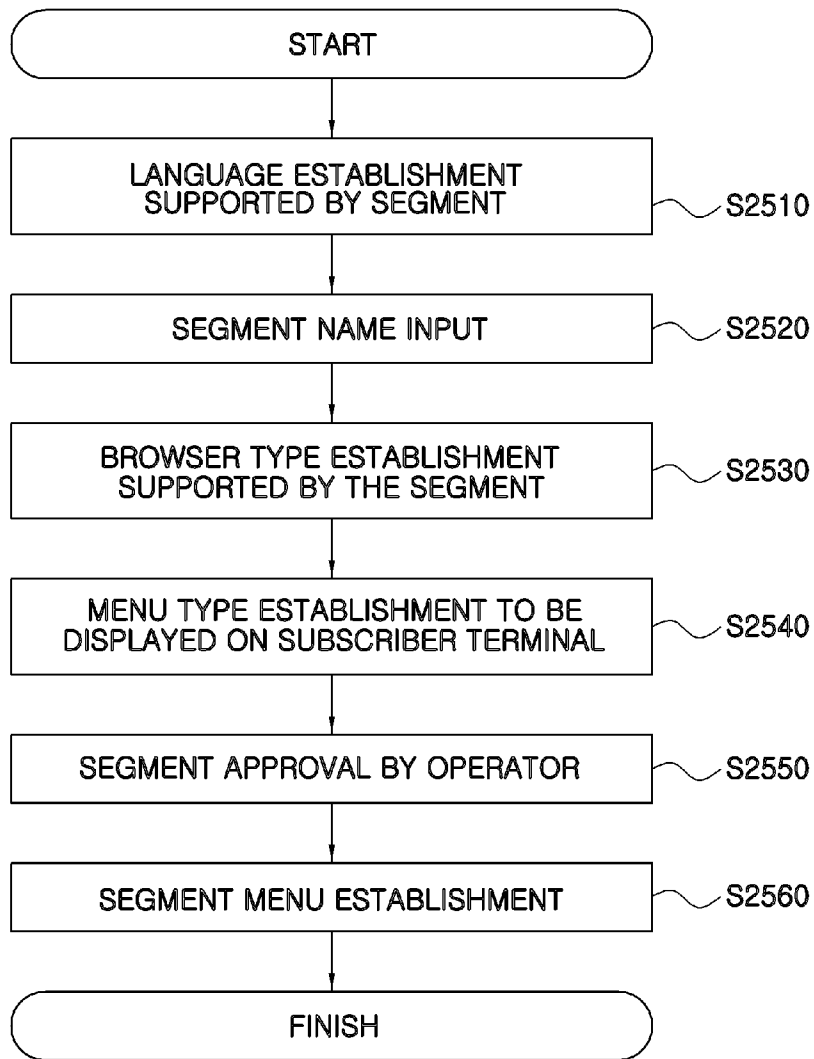 START
LANGUAGE ESTABLISHMENT
SUPPORTED BY SEGMENT
S2510
SEGMENT NAME INPUT
S2520
BROWSER TYPE ESTABLISHMENT
SUPPORTED BY THE SEGMENT
S2530
MENU TYPE ESTABLISHMENT TO BE
DISPLAYED ON SUBSCRIBER TERMINAL
S2540
SEGMENT APPROVAL BY OPERATOR
S2550
SEGMENT MENU ESTABLISHMENT
S2560
FINISH